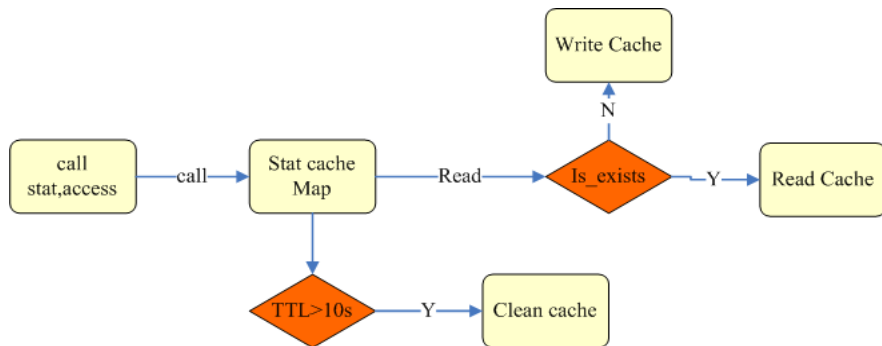 Write Cache
N
call
stat,access
call
Stat cache
Map
Read
Is_exists
Y
Read Cache
TTL>10s
Y
Clean cache